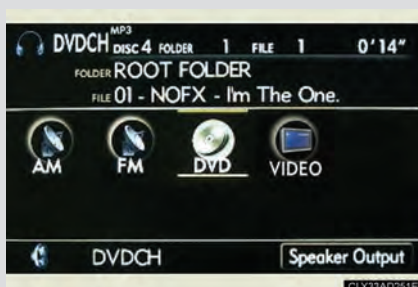 MP3
DVDCH DISC 4 FOLDER 1 FILE 1 0'14"
FOLDER ROOT FOLDER
FILE 01 - NOFX - I'm The One.
AM FM DVD VIDEO
DVDCH Speaker Output
CLY33AD251E